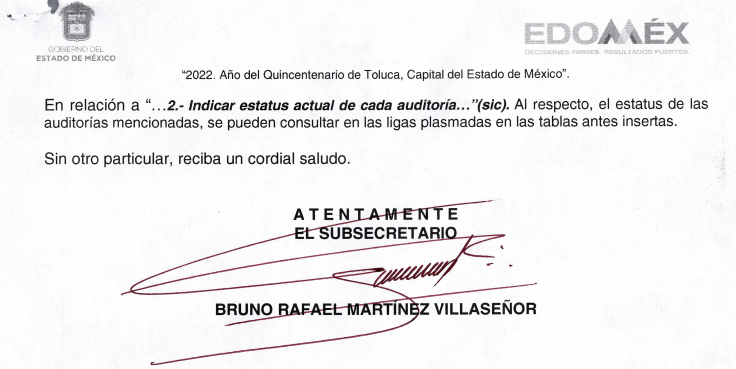 GOBIERNO DEL
ESTADO DE MÉXICO
EDOMÉX
DECISIONES FIRMES, RESULTADOS FUERTES.
“2022. Año del Quincentenario de Toluca, Capital del Estado de México”.
En relación a “…2.- Indicar estatus actual de cada auditoría…”(sic). Al respecto, el estatus de las
auditorías mencionadas, se pueden consultar en las ligas plasmadas en las tablas antes insertas.
Sin otro particular, reciba un cordial saludo.
A T E N T A M E N T E
EL SUBSECRETARIO
BRUNO RAFAEL MARTÍNEZ VILLASEÑOR